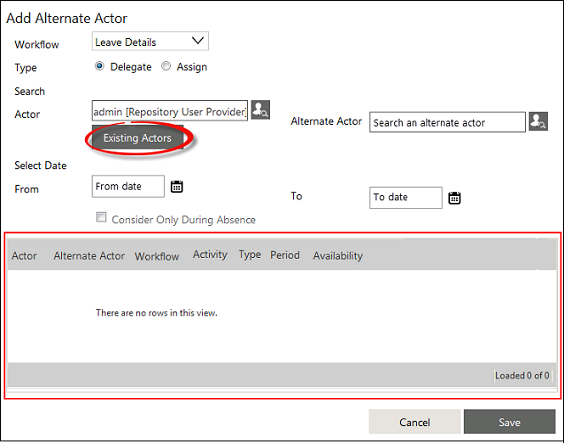 Add Alternate Actor
Workflow Leave Details
Type Delegate Assign
Search
Actor admin [Repository User Provider] Alternate Actor Search an alternate actor
Existing Actors
Select Date
From From date To To date
Consider Only During Absence
Actor Alternate Actor Workflow Activity Type Period Availability
There are no rows in this view.
Loaded 0 of 0
Cancel Save